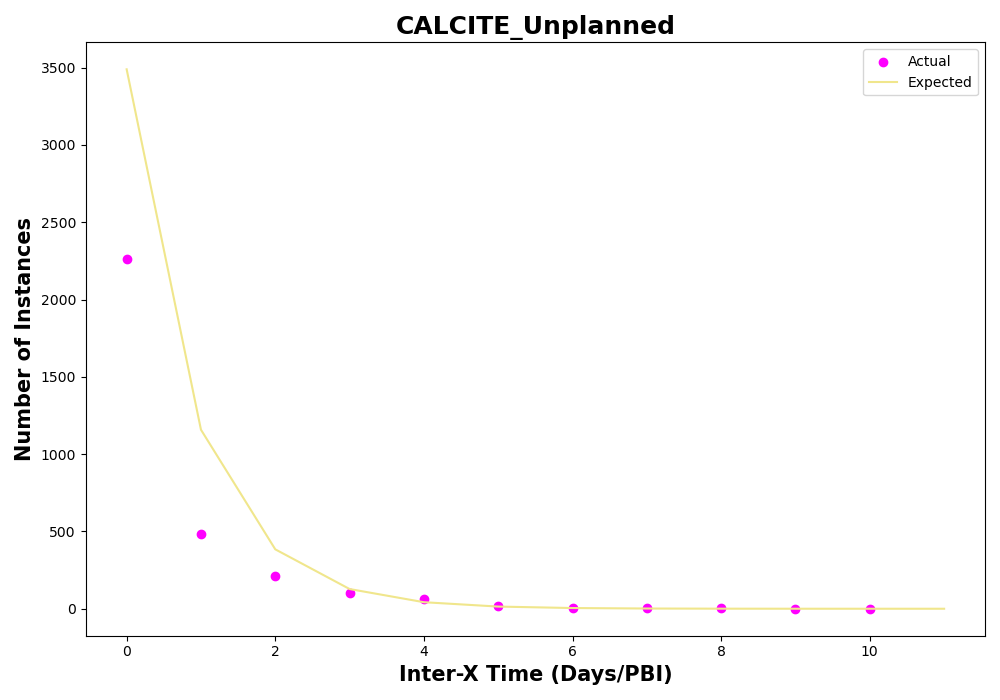 CALCITE_Unplanned
Actual
Expected
3500
3000
2500
2000
1500
1000
500
0
Number of Instances
0 2 4 6 8 10
Inter-X Time (Days/PBI)